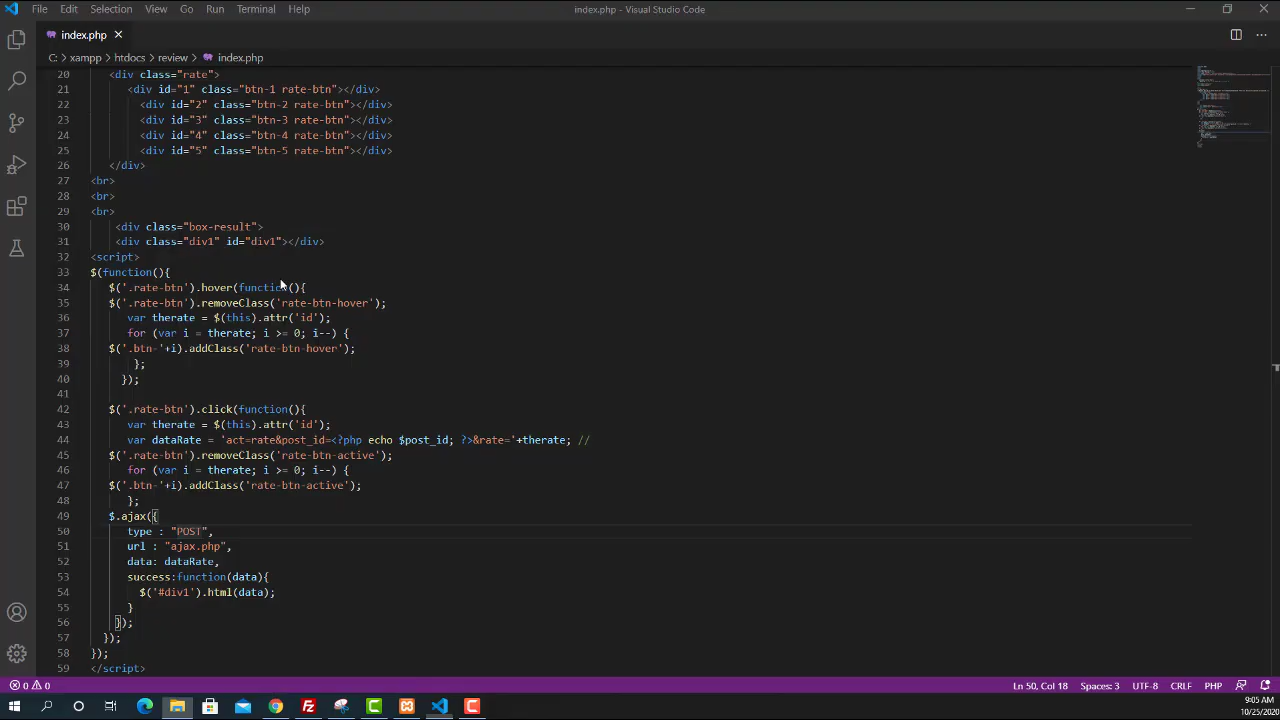 File Edit Selection View Go Run Terminal Help index.php - Visual Studio Code
index.php
C: > xampp > htdocs > review > index.php
20 <div class="rate">
21 <div id="1" class="btn-1 rate-btn"></div>
22 <div id="2" class="btn-2 rate-btn"></div>
23 <div id="3" class="btn-3 rate-btn"></div>
24 <div id="4" class="btn-4 rate-btn"></div>
25 <div id="5" class="btn-5 rate-btn"></div>
26 </div>
27 <br>
28 <br>
29 <br>
30 <div class="box-result">
31 <div class="div1" id="div1"></div>
32 <script>
33 $(function(){
34 $('.rate-btn').hover(function(){
35 $('.rate-btn').removeClass('rate-btn-hover');
36 var therate = $(this).attr('id');
37 for (var i = therate; i >= 0; i--) {
38 $('.btn-'+i).addClass('rate-btn-hover');
39 };
40 });
41
42 $('.rate-btn').click(function(){
43 var therate = $(this).attr('id');
44 var dataRate = 'act=rate&post_id=<?php echo $post_id; ?>&rate='+therate; //
45 $('.rate-btn').removeClass('rate-btn-active');
46 for (var i = therate; i >= 0; i--) {
47 $('.btn-'+i).addClass('rate-btn-active');
48 };
49 $.ajax({
50 type : "POST",
51 url : "ajax.php",
52 data: dataRate,
53 success:function(data){
54 $('#div1').html(data);
55 }
56 });
57 });
58 });
59 </script>
0 0 Ln 50, Col 18 Spaces: 3 UTF-8 CRLF PHP
9:05 AM
10/25/2020